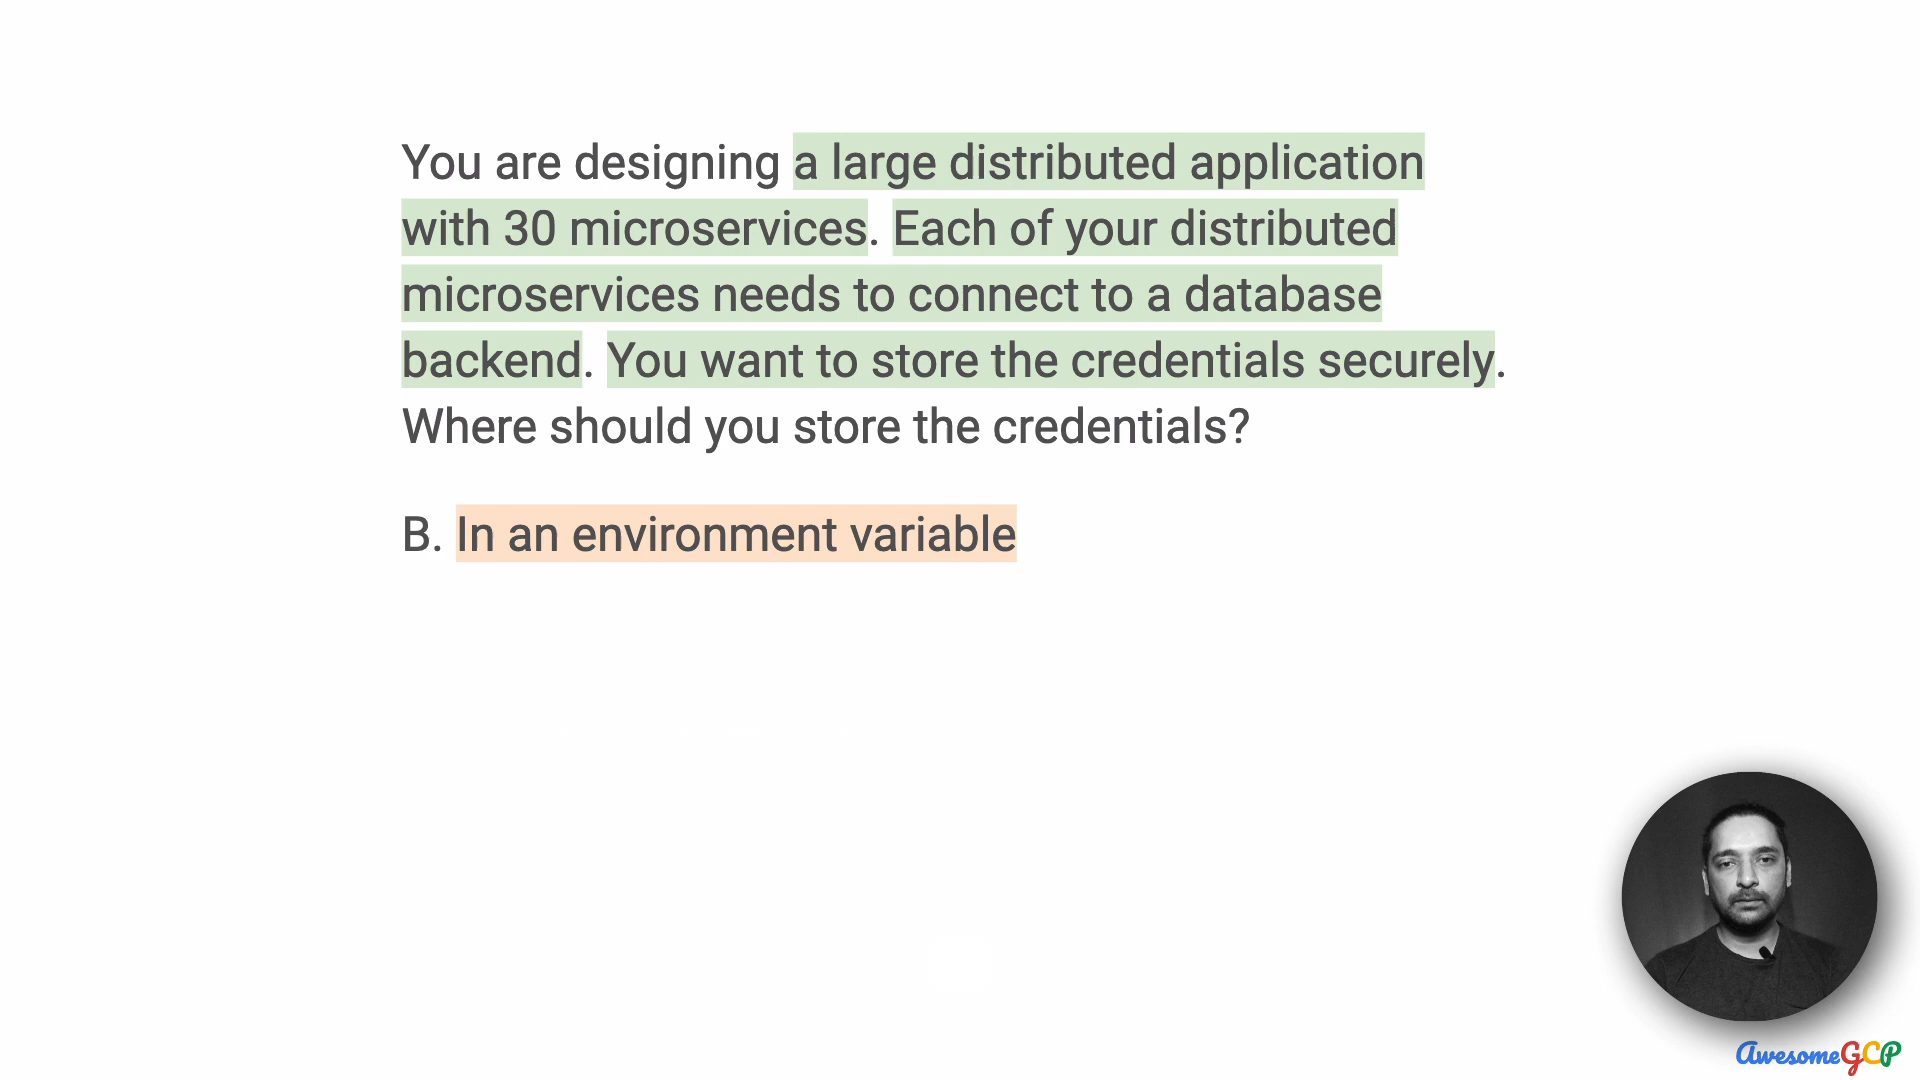 You are designing a large distributed application
with 30 microservices. Each of your distributed
microservices needs to connect to a database
backend. You want to store the credentials securely.
Where should you store the credentials?
B. In an environment variable
AwesomeGCP